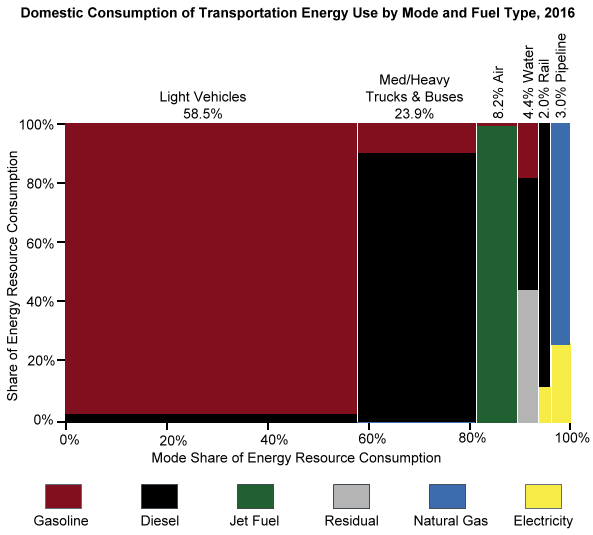 Domestic Consumption of Transportation Energy Use by Mode and Fuel Type, 2016
Light Vehicles
58.5%
Med/Heavy
Trucks & Buses
23.9%
8.2% Air
4.4% Water
2.0% Rail
3.0% Pipeline
Share of Energy Resource Consumption
100%
80%
60%
40%
20%
0%
0%
20%
40%
60%
80%
100%
Mode Share of Energy Resource Consumption
Gasoline
Diesel
Jet Fuel
Residual
Natural Gas
Electricity